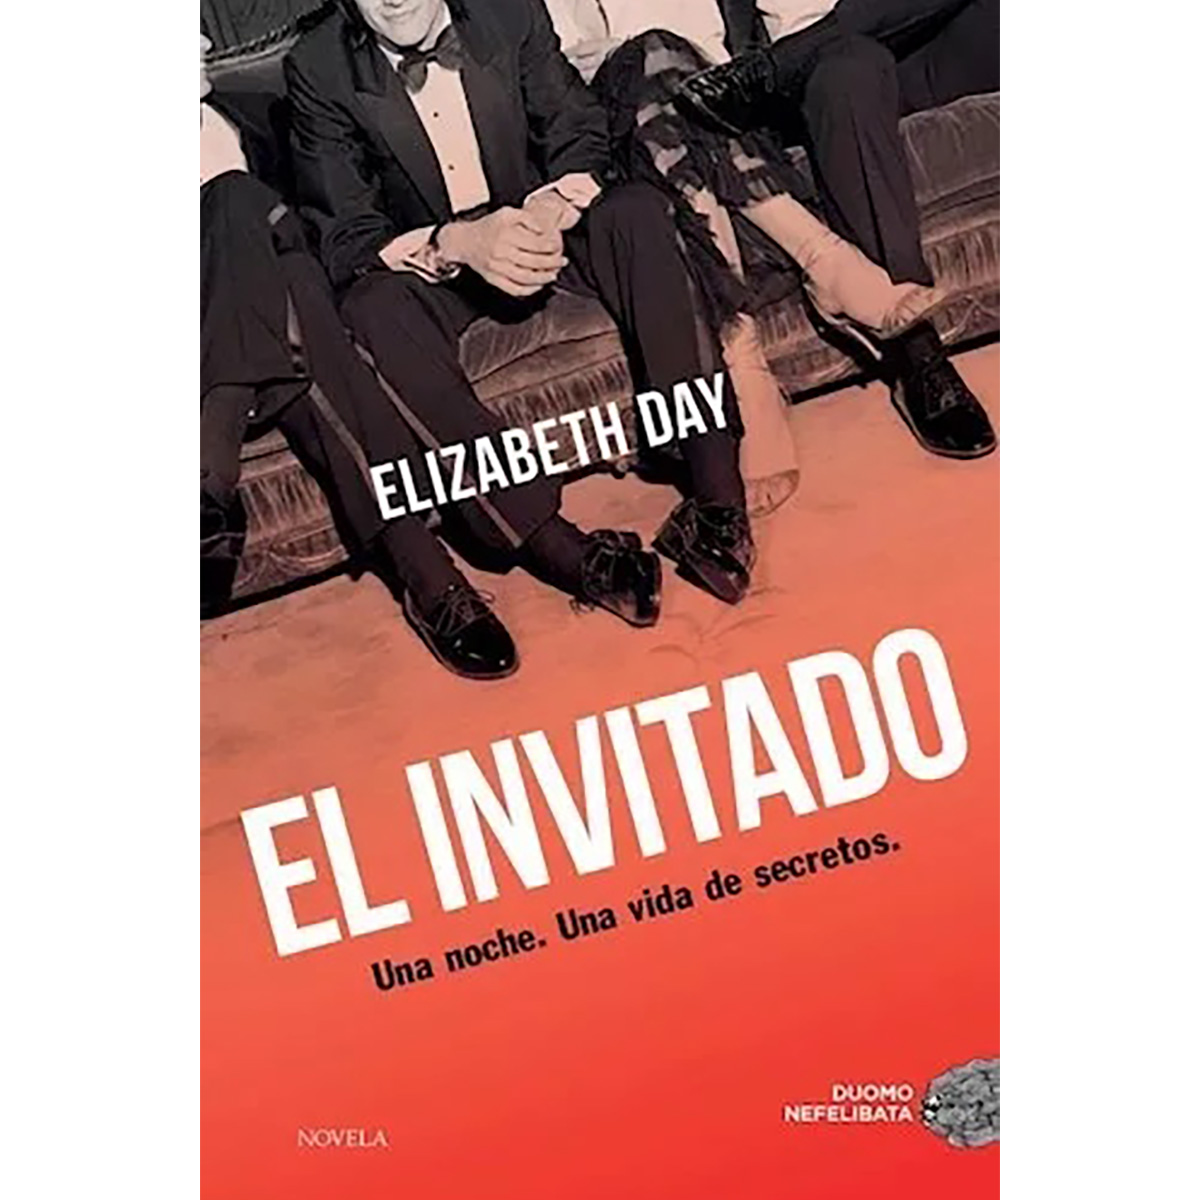 ELIZABETH DAY
EL INVITADO
Una noche. Una vida de secretos.
DUOMO
NEFELIBATA
NOVELA